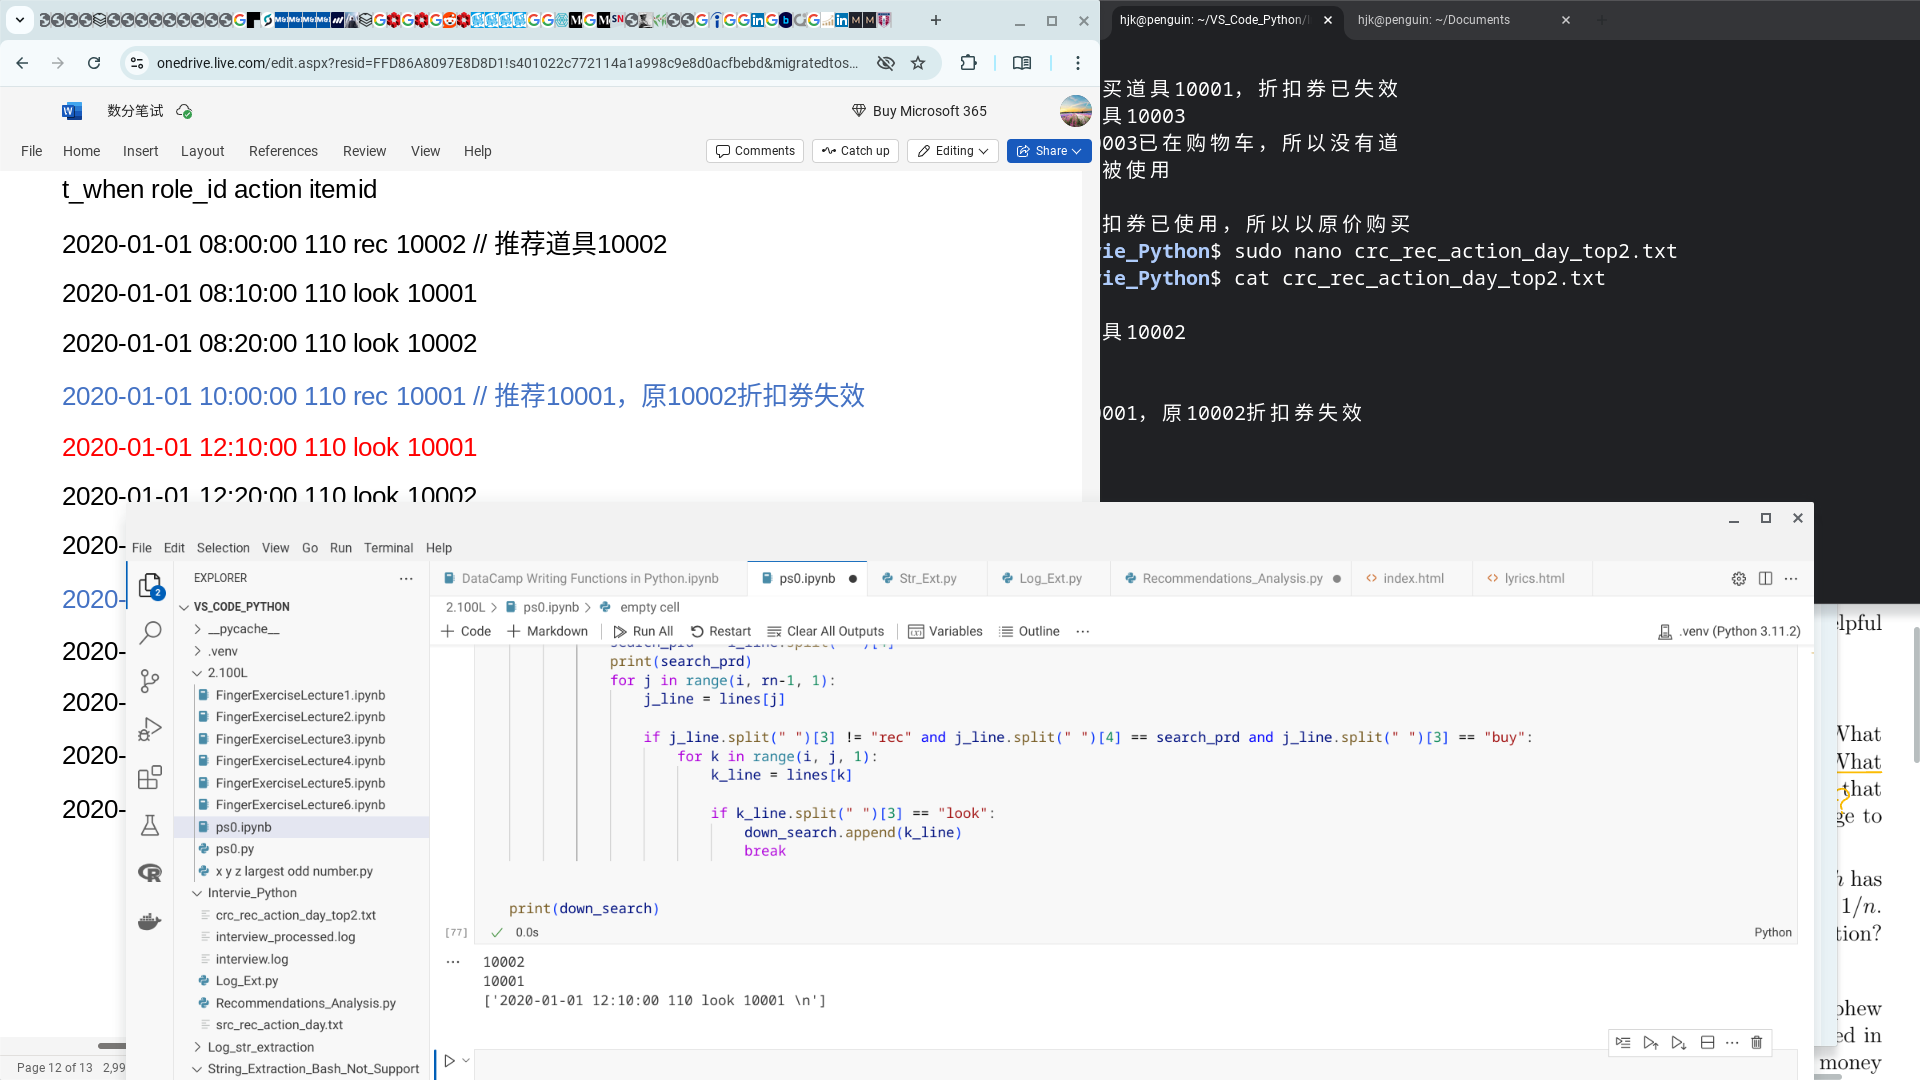 onedrive.live.com/edit.aspx?resid=FFD86A8097E8D8D1!s401022c772114a1a998c9e8d0acfbebd&migratedtos...
数分笔试
Buy Microsoft 365
File Home Insert Layout References Review View Help
Comments Catch up Editing Share
t_when role_id action itemid
2020-01-01 08:00:00 110 rec 10002 // 推荐道具10002
2020-01-01 08:10:00 110 look 10001
2020-01-01 08:20:00 110 look 10002
2020-01-01 10:00:00 110 rec 10001 // 推荐10001，原10002折扣券失效
2020-01-01 12:10:00 110 look 10001
2020-01-01 12:20:00 110 look 10002
2020-
2020-
2020-
2020-
2020-
2020-
Page 12 of 13 2,99
hjk@penguin: ~/VS_Code_Python/
hjk@penguin: ~/Documents
买道具10001，折扣券已失效
具10003
003已在购物车，所以没有道
被使用
扣券已使用，所以以原价购买
vie_Python$ sudo nano crc_rec_action_day_top2.txt
vie_Python$ cat crc_rec_action_day_top2.txt
具10002
0001，原10002折扣券失效
File Edit Selection View Go Run Terminal Help
2
EXPLORER
VS_CODE_PYTHON
__pycache__
.venv
2.100L
FingerExerciseLecture1.ipynb
FingerExerciseLecture2.ipynb
FingerExerciseLecture3.ipynb
FingerExerciseLecture4.ipynb
FingerExerciseLecture5.ipynb
FingerExerciseLecture6.ipynb
ps0.ipynb
ps0.py
x y z largest odd number.py
Intervie_Python
crc_rec_action_day_top2.txt
interview_processed.log
interview.log
Log_Ext.py
Recommendations_Analysis.py
src_rec_action_day.txt
Log_str_extraction
String_Extraction_Bash_Not_Support
DataCamp Writing Functions in Python.ipynb
ps0.ipynb
Str_Ext.py
Log_Ext.py
Recommendations_Analysis.py
index.html
lyrics.html
2.100L > ps0.ipynb > empty cell
Code Markdown Run All Restart Clear All Outputs Variables Outline ...
.venv (Python 3.11.2)
print(search_prd)
for j in range(i, rn-1, 1):
j_line = lines[j]
if j_line.split(" ")[3] != "rec" and j_line.split(" ")[4] == search_prd and j_line.split(" ")[3] == "buy":
for k in range(i, j, 1):
k_line = lines[k]
if k_line.split(" ")[3] == "look":
down_search.append(k_line)
break
print(down_search)
[77] 0.0s
Python
10002
10001
['2020-01-01 12:10:00 110 look 10001 \n']
elpful
What
What
that
ge to
h has
1/n.
tion?
phew
ed in
money